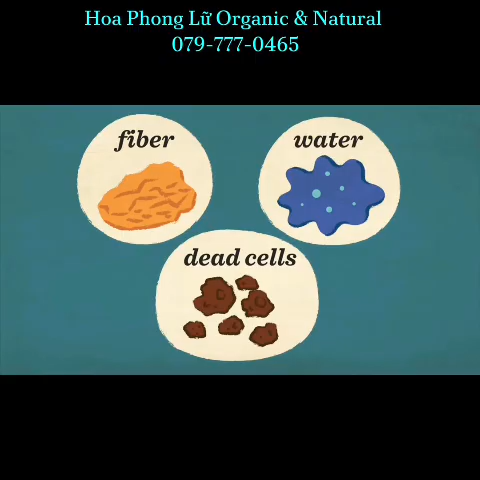 Hoa Phong Lữ Organic & Natural
079-777-0465
fiber
water
dead cells